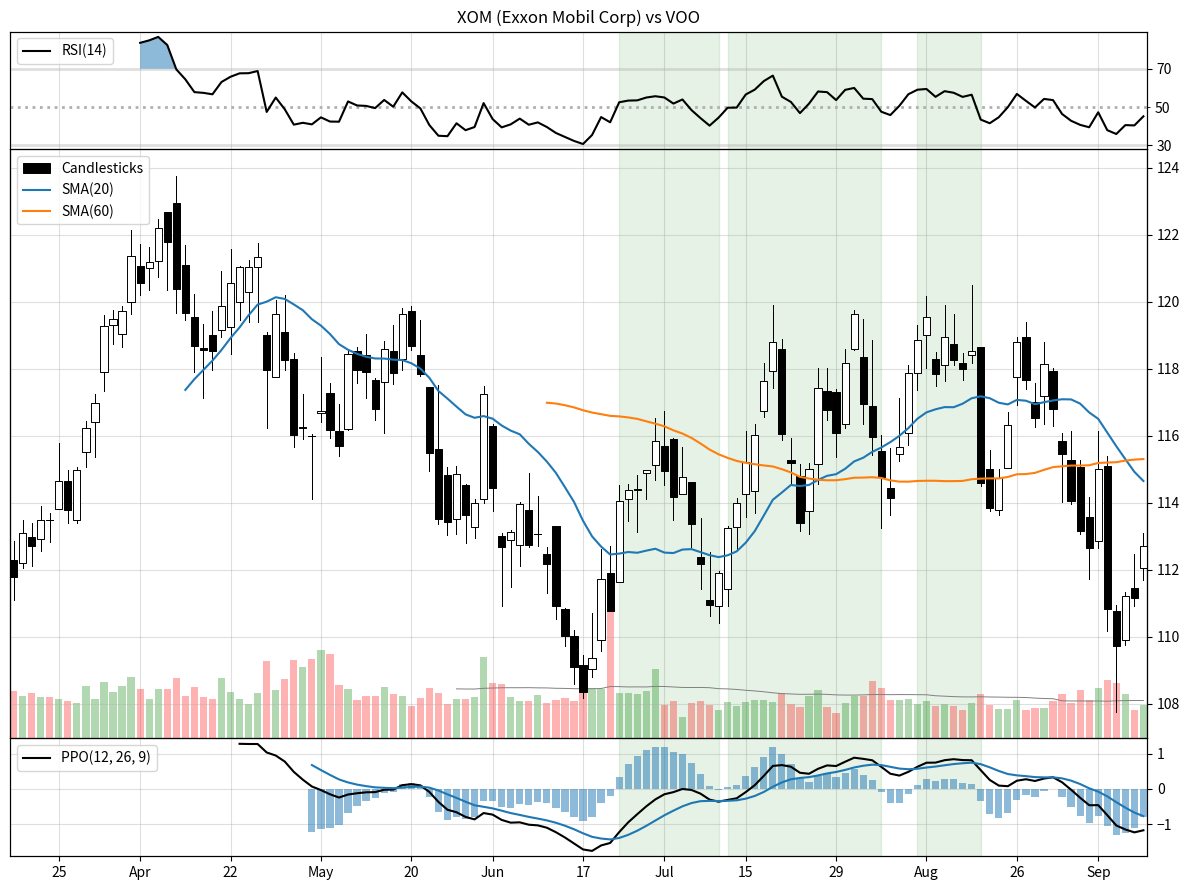 XOM (Exxon Mobil Corp) vs VOO
RSI(14)
70
50
30
Candlesticks
SMA(20)
SMA(60)
124
122
120
118
116
114
112
110
108
PPO(12, 26, 9)
1
0
−1
25 Apr 22 May 20 Jun 17 Jul 15 29 Aug 26 Sep